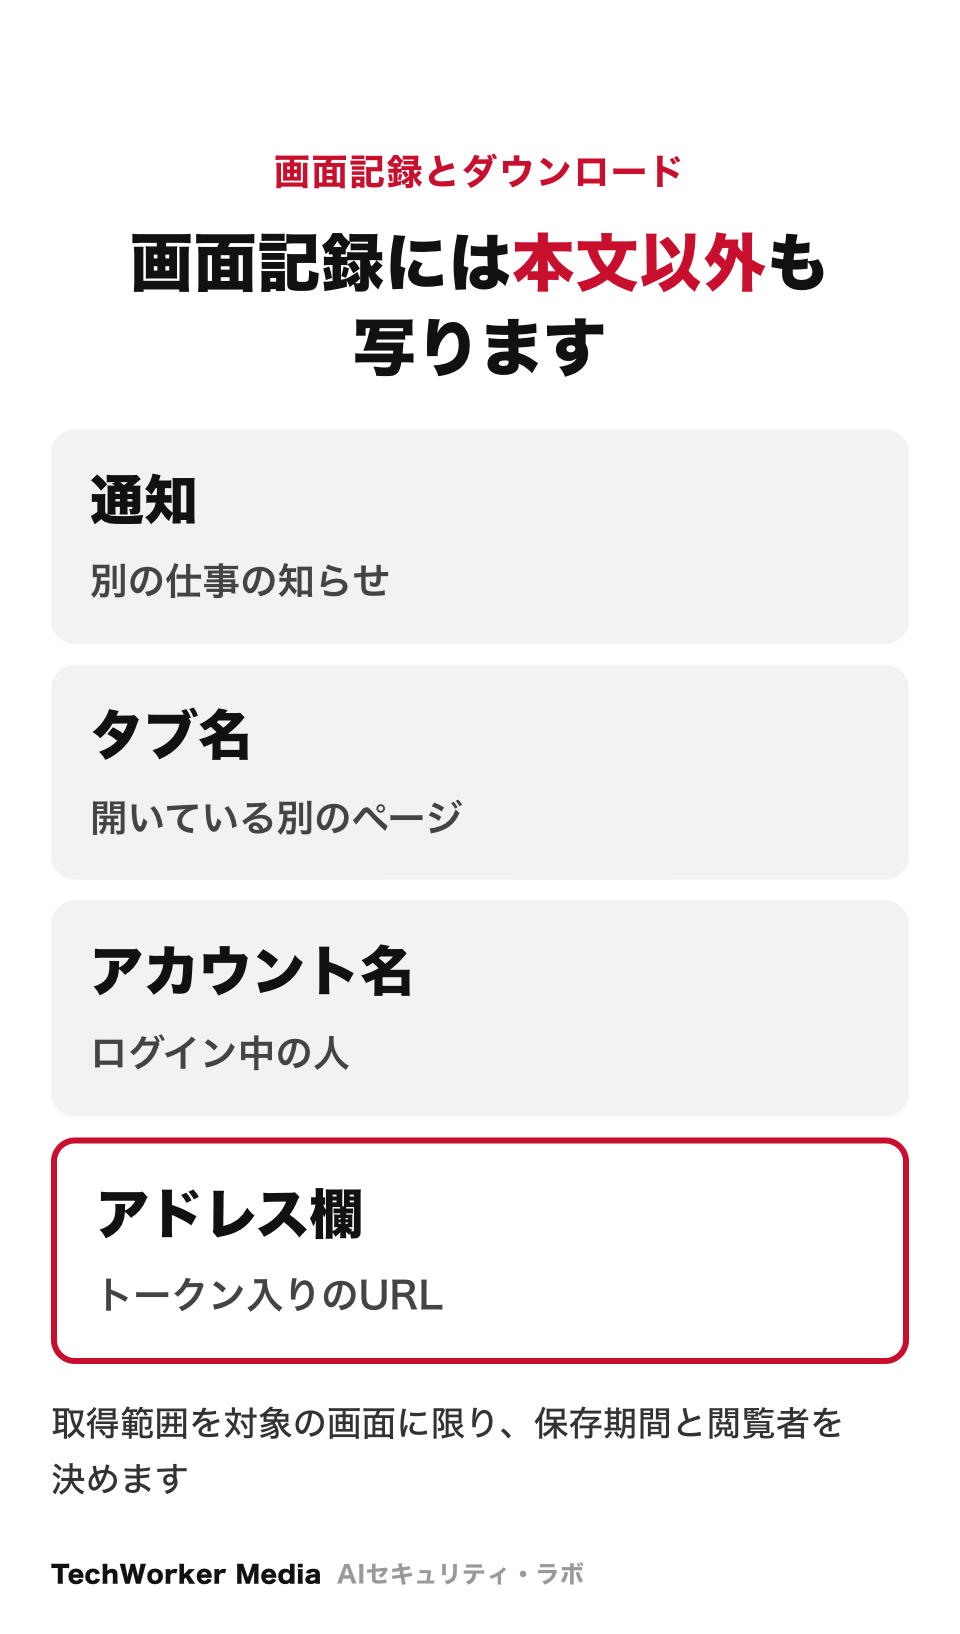 画面記録とダウンロード
画面記録には本文以外も
写ります
通知
別の仕事の知らせ
タブ名
開いている別のページ
アカウント名
ログイン中の人
アドレス欄
トークン入りのURL
取得範囲を対象の画面に限り、保存期間と閲覧者を
決めます
TechWorker Media AIセキュリティ・ラボ